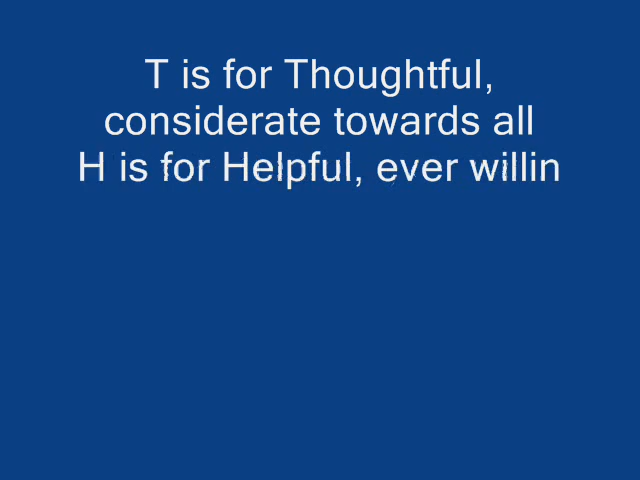 T is for Thoughtful,
considerate towards all
H is for Helpful, ever willin